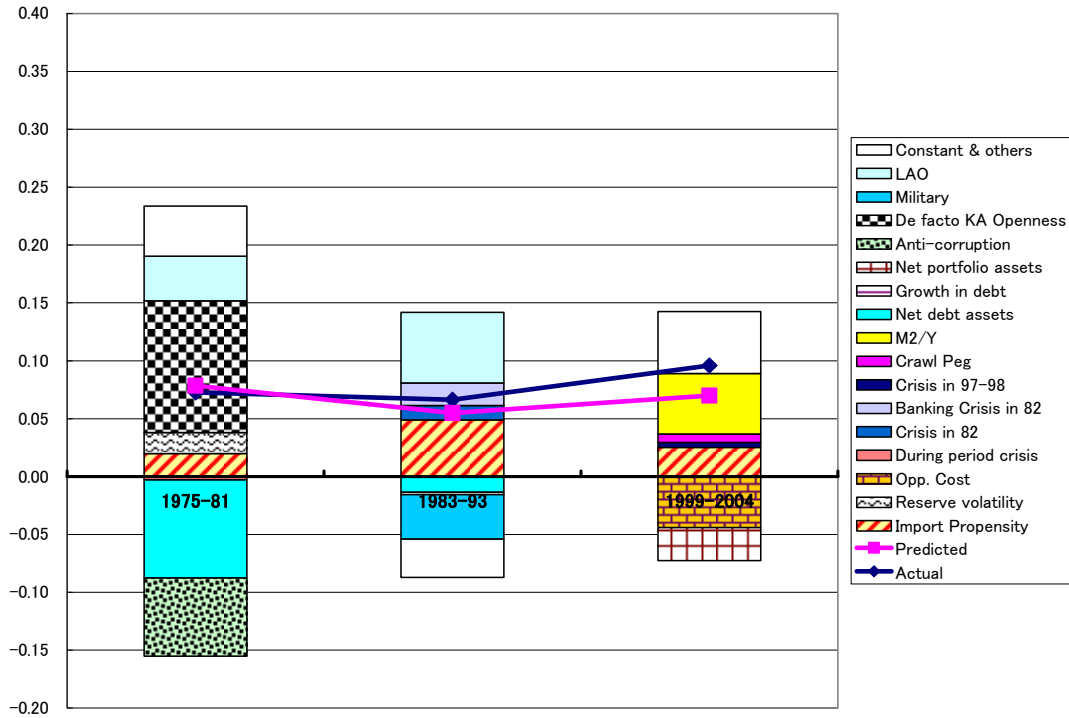 0.40
0.35
0.30
0.25
0.20
0.15
0.10
0.05
0.00
-0.05
-0.10
-0.15
-0.20
1975-81
1983-93
1999-2004
Constant & others
LAO
Military
De facto KA Openness
Anti-corruption
Net portfolio assets
Growth in debt
Net debt assets
M2/Y
Crawl Peg
Crisis in 97-98
Banking Crisis in 82
Crisis in 82
During period crisis
Opp. Cost
Reserve volatility
Import Propensity
Predicted
Actual